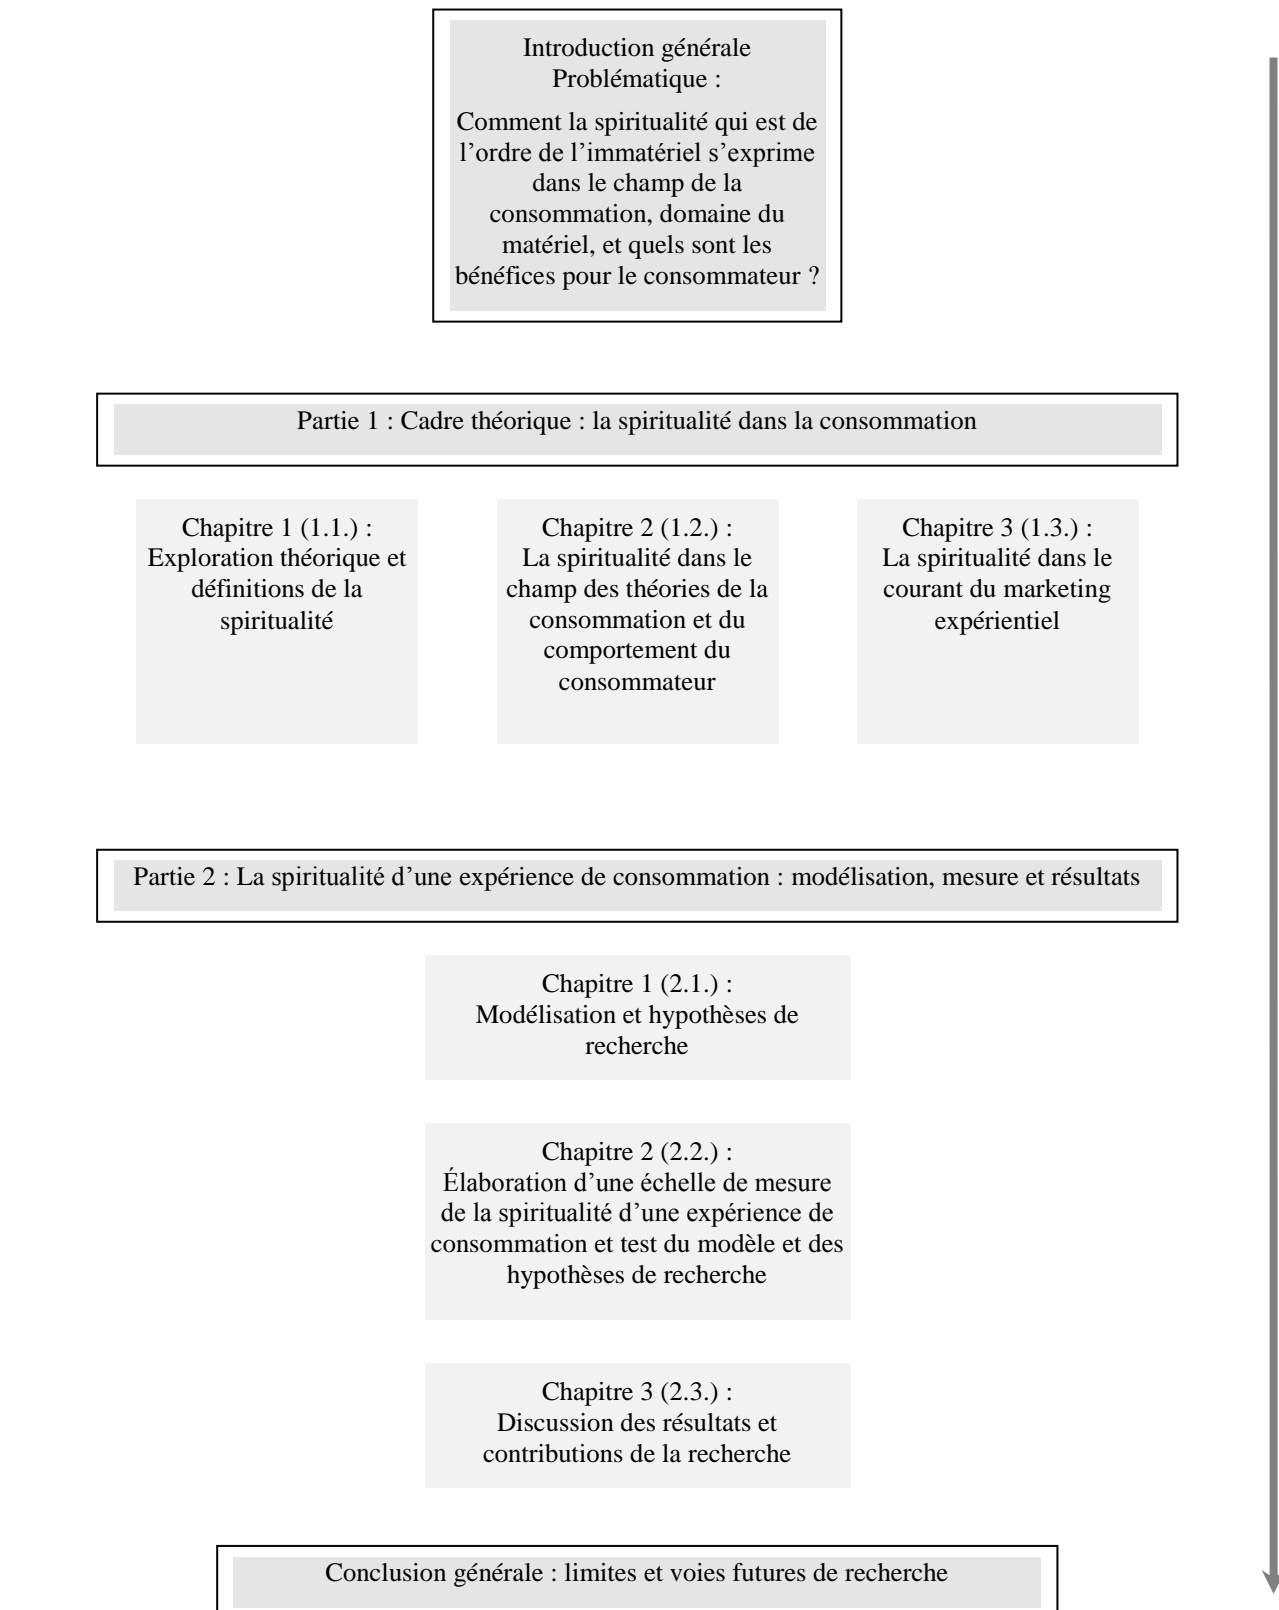 Introduction générale
Problématique :
Comment la spiritualité qui est de
l’ordre de l’immatériel s’exprime
dans le champ de la
consommation, domaine du
matériel, et quels sont les
bénéfices pour le consommateur ?
Partie 1 : Cadre théorique : la spiritualité dans la consommation
Chapitre 1 (1.1.) :
Exploration théorique et
définitions de la
spiritualité
Chapitre 2 (1.2.) :
La spiritualité dans le
champ des théories de la
consommation et du
comportement du
consommateur
Chapitre 3 (1.3.) :
La spiritualité dans le
courant du marketing
expérientiel
Partie 2 : La spiritualité d’une expérience de consommation : modélisation, mesure et résultats
Chapitre 1 (2.1.) :
Modélisation et hypothèses de
recherche
Chapitre 2 (2.2.) :
Élaboration d’une échelle de mesure
de la spiritualité d’une expérience de
consommation et test du modèle et des
hypothèses de recherche
Chapitre 3 (2.3.) :
Discussion des résultats et
contributions de la recherche
Conclusion générale : limites et voies futures de recherche